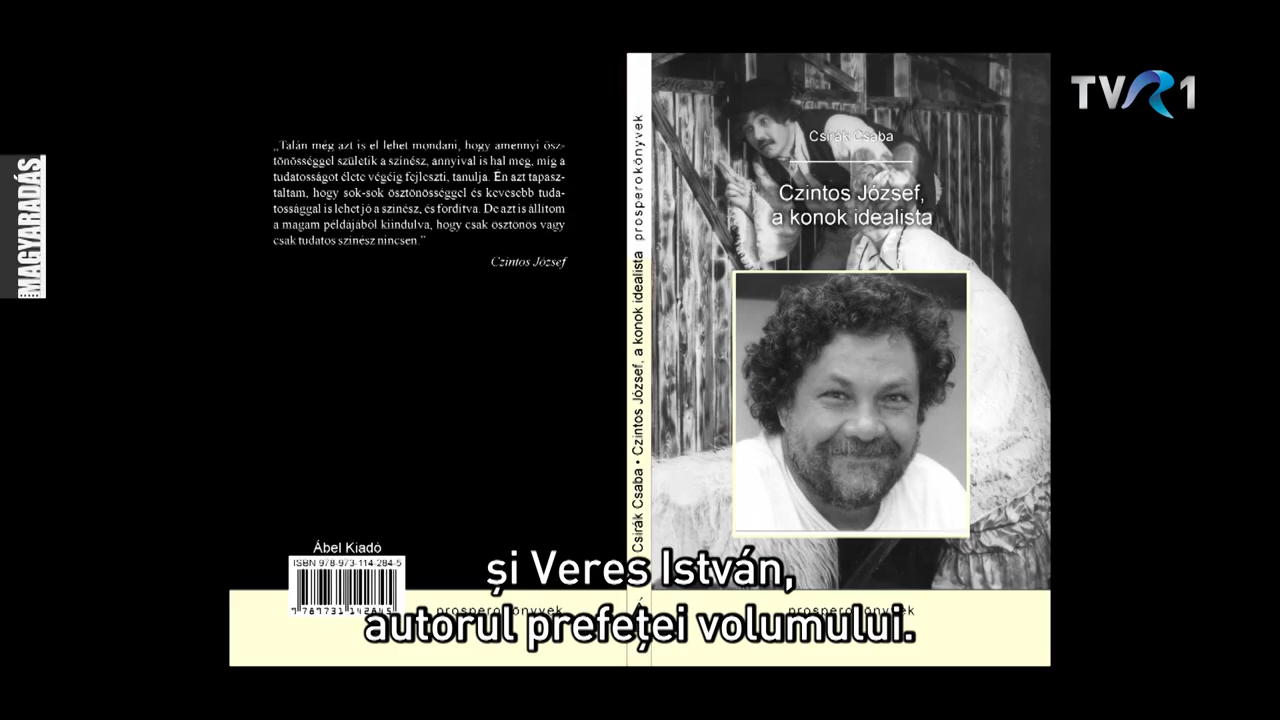 TVR1
MAGYARADÁS
„Talán még azt is el lehet mondani, hogy amennyi ösz-
tönösséggel születik a színész, annyival is hal meg, míg a
tudatosságot élete végéig fejleszti, tanulja. Én azt tapasz-
taltam, hogy sok-sok ösztönösséggel és kevesebb tuda-
tossággal is lehet jó a színész, és fordítva. De azt is állítom
a magam példájából kiindulva, hogy csak ösztönös vagy
csak tudatos színész nincsen.”
Czintos József
Ábel Kiadó
ISBN 978-973-114-284-5
prosperokönyvek
Csirák Csaba • Czintos József, a konok idealista prosperokönyvek
Csirák Csaba
Czintos József,
a konok idealista
prosperokönyvek
și Veres István,
autorul prefeței volumului.